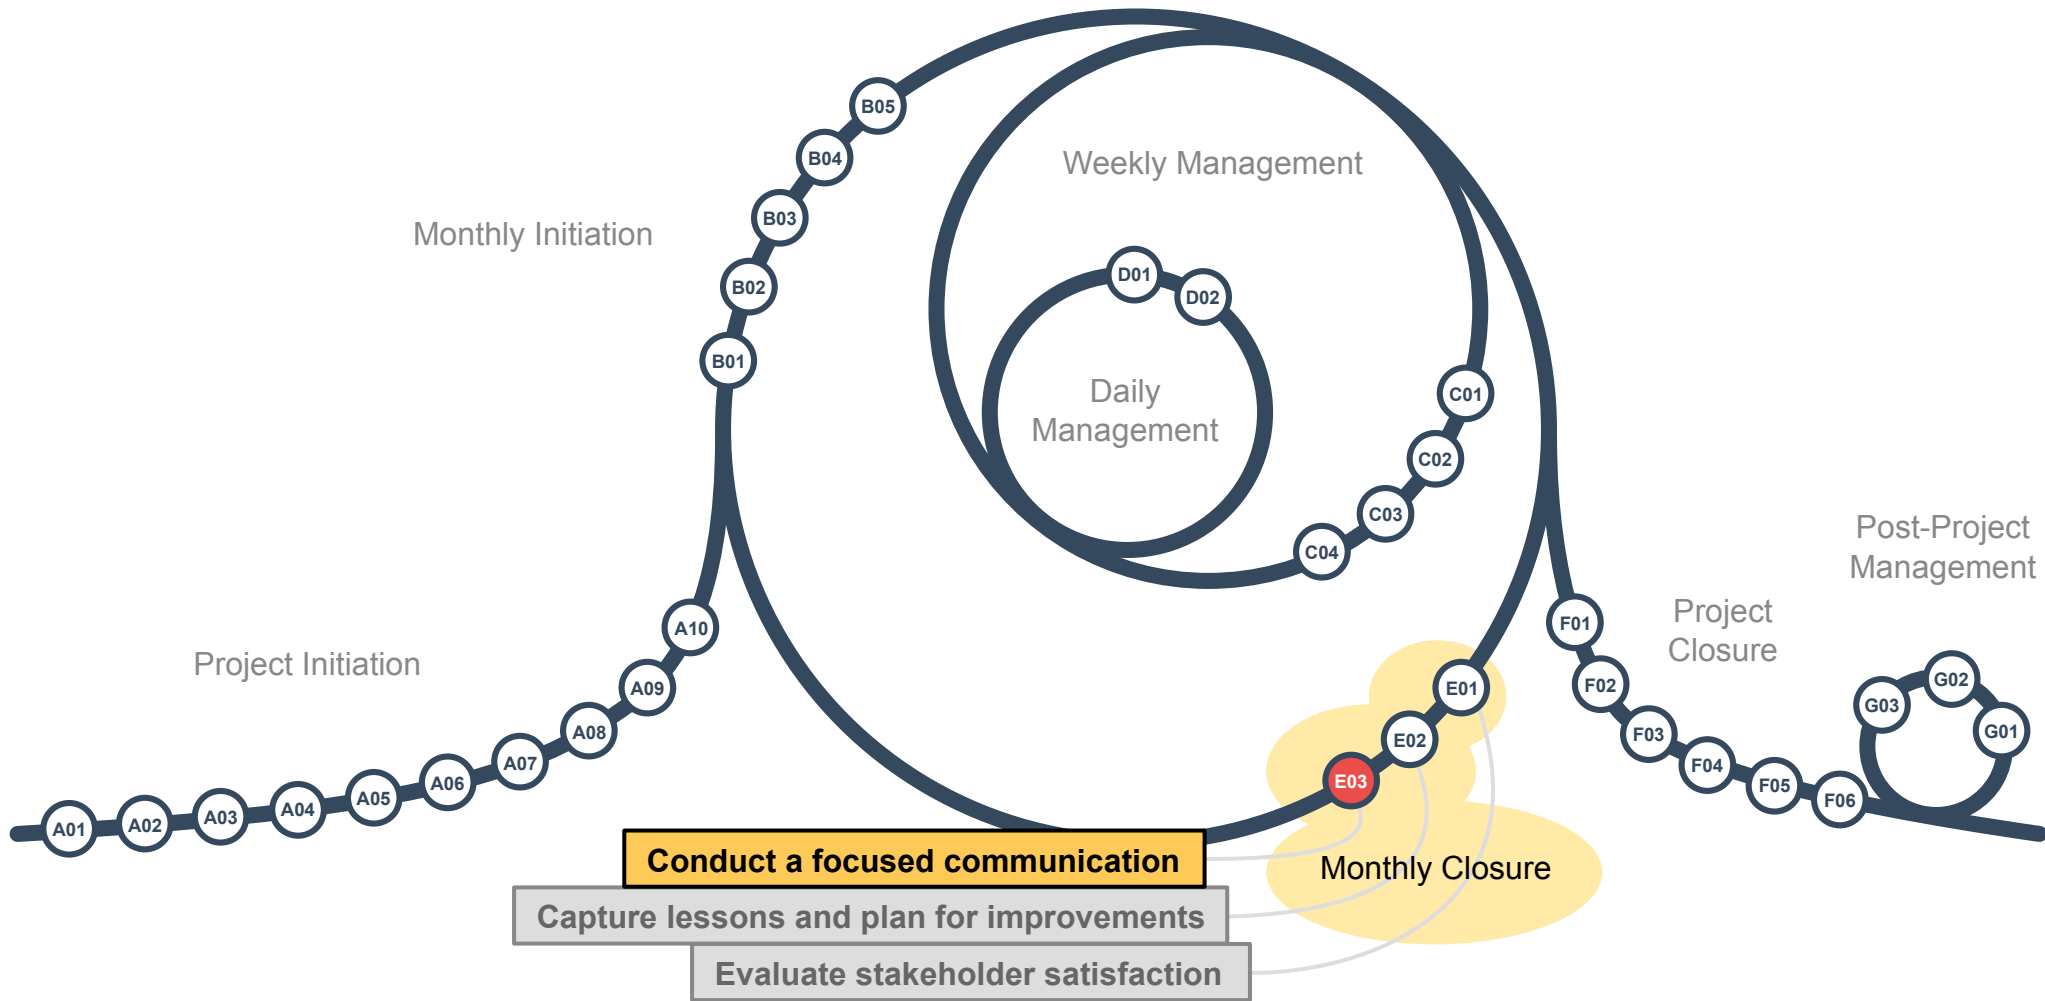 B05
B04
B03
B02
B01
Monthly Initiation
Weekly Management
D01
D02
Daily
Management
C01
C02
C03
C04
Project Initiation
A01
A02
A03
A04
A05
A06
A07
A08
A09
A10
E01
E02
E03
Monthly Closure
Conduct a focused communication
Capture lessons and plan for improvements
Evaluate stakeholder satisfaction
Project
Closure
F01
F02
F03
F04
F05
F06
Post-Project
Management
G03
G02
G01